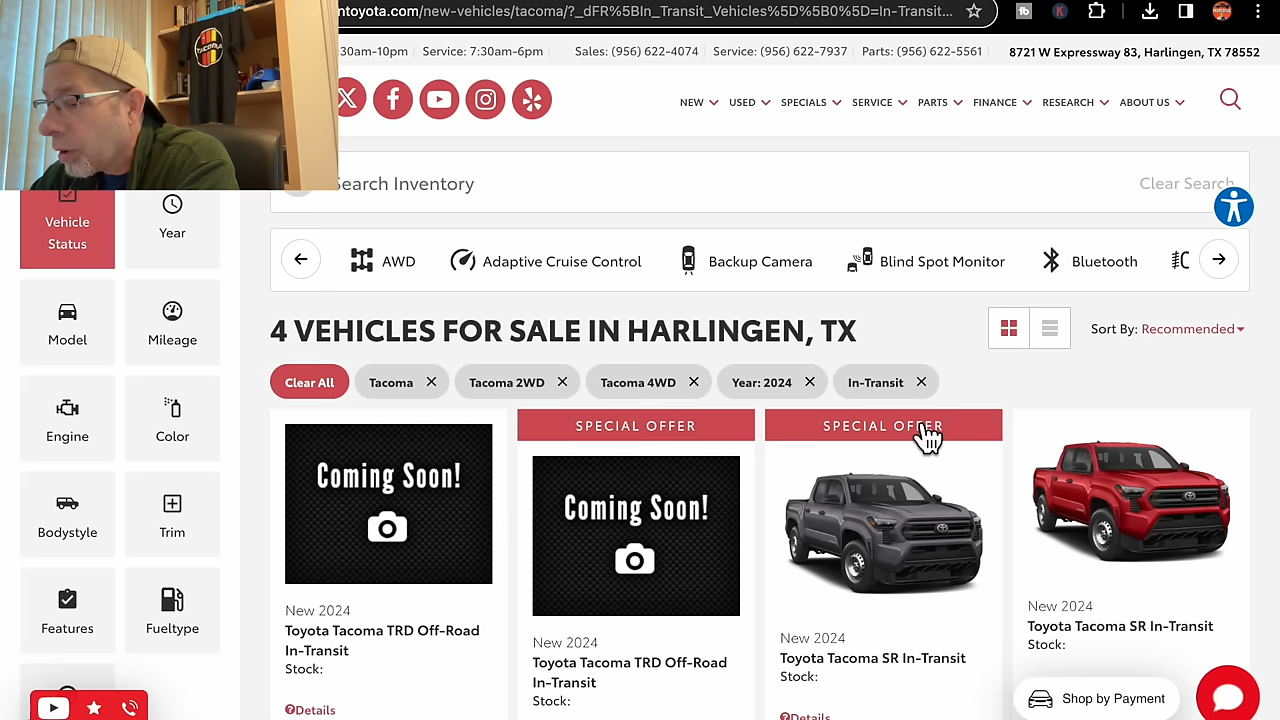 ntoyota.com/new-vehicles/tacoma/?_dFR%5BIn_Transit_Vehicles%5D%5B0%5D=In-Transit...
30am-10pm Service: 7:30am-6pm Sales: (956) 622-4074 Service: (956) 622-7937 Parts: (956) 622-5561 8721 W Expressway 83, Harlingen, TX 78552
TACOMA
NEW USED SPECIALS SERVICE PARTS FINANCE RESEARCH ABOUT US
Search Inventory Clear Search
Vehicle Status
Year
Model
Mileage
Engine
Color
Bodystyle
Trim
Features
Fueltype
AWD Adaptive Cruise Control Backup Camera Blind Spot Monitor Bluetooth
4 VEHICLES FOR SALE IN HARLINGEN, TX
Sort By: Recommended
Clear All Tacoma Tacoma 2WD Tacoma 4WD Year: 2024 In-Transit
Coming Soon!
New 2024
Toyota Tacoma TRD Off-Road
In-Transit
Stock:
Details
SPECIAL OFFER
Coming Soon!
New 2024
Toyota Tacoma TRD Off-Road
In-Transit
Stock:
SPECIAL OFFER
New 2024
Toyota Tacoma SR In-Transit
Stock:
Details
New 2024
Toyota Tacoma SR In-Transit
Stock:
Shop by Payment